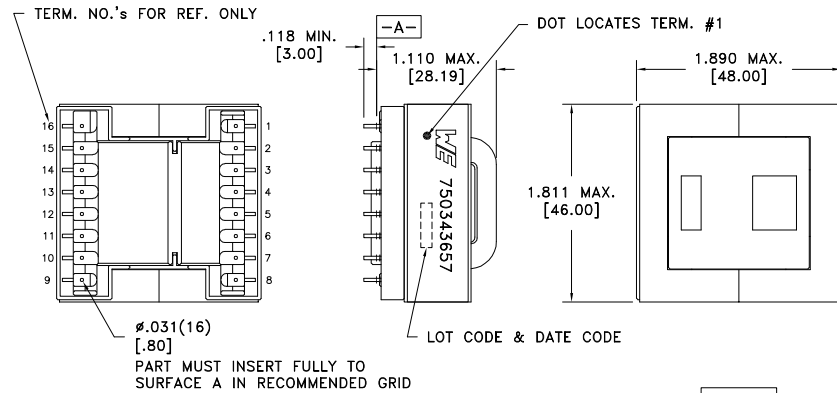 TERM. NO.'s FOR REF. ONLY
.118 MIN.
[3.00]
-A-
1.110 MAX.
[28.19]
DOT LOCATES TERM. #1
1.890 MAX.
[48.00]
16
15
14
13
12
11
10
9
1
2
3
4
5
6
7
8
WE 750343657
1.811 MAX.
[46.00]
ø.031(16)
[.80]
PART MUST INSERT FULLY TO
SURFACE A IN RECOMMENDED GRID
LOT CODE & DATE CODE